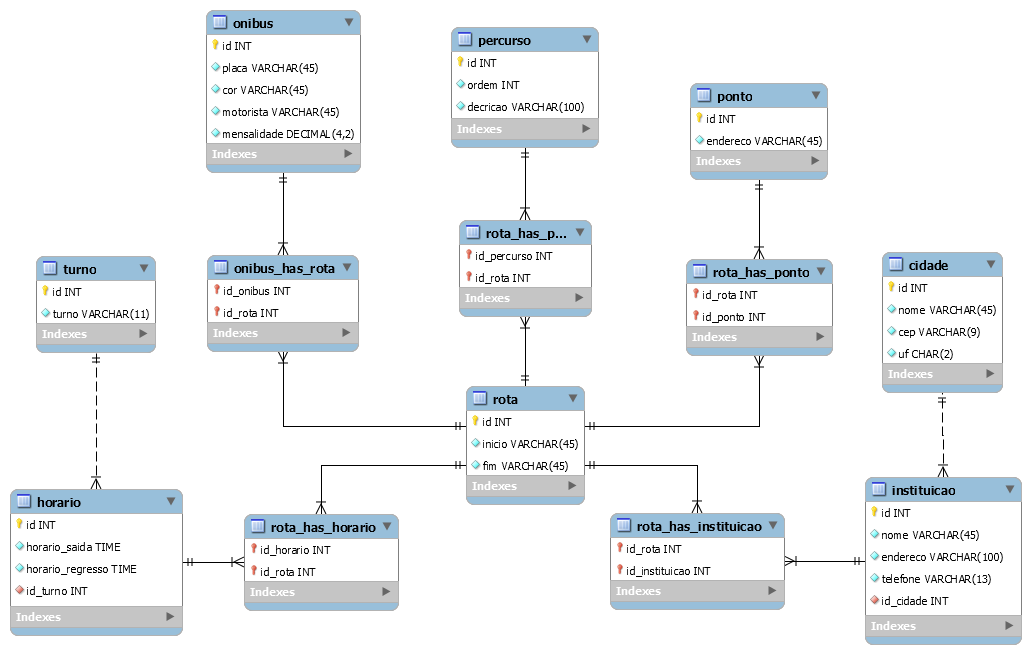 onibus
id INT
placa VARCHAR(45)
cor VARCHAR(45)
motorista VARCHAR(45)
mensalidade DECIMAL(4,2)
Indexes
percurso
id INT
ordem INT
decricao VARCHAR(100)
Indexes
ponto
id INT
endereco VARCHAR(45)
Indexes
turno
id INT
turno VARCHAR(11)
Indexes
onibus_has_rota
id_onibus INT
id_rota INT
Indexes
rota_has_p...
id_percurso INT
id_rota INT
Indexes
rota_has_ponto
id_rota INT
id_ponto INT
Indexes
cidade
id INT
nome VARCHAR(45)
cep VARCHAR(9)
uf CHAR(2)
Indexes
rota
id INT
inicio VARCHAR(45)
fim VARCHAR(45)
Indexes
horario
id INT
horario_saida TIME
horario_regresso TIME
id_turno INT
Indexes
rota_has_horario
id_horario INT
id_rota INT
Indexes
rota_has_instituicao
id_rota INT
id_instituicao INT
Indexes
instituicao
id INT
nome VARCHAR(45)
endereco VARCHAR(100)
telefone VARCHAR(13)
id_cidade INT
Indexes